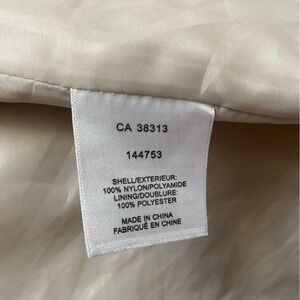 CA 38313
144753
SHELL/EXTERIEUR:
100% NYLON/POLYAMIDE
LINING/DOUBLURE:
100% POLYESTER
MADE IN CHINA
FABRIQUÉ EN CHINE